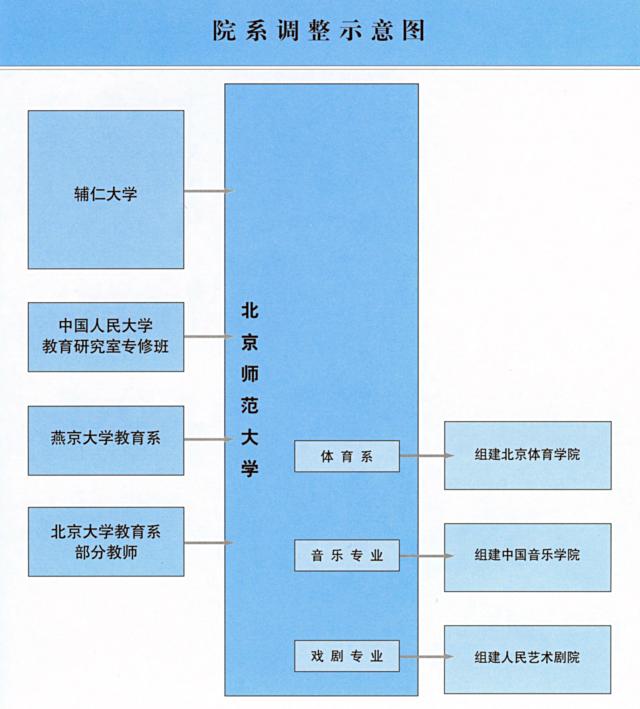 院系调整示意图
辅仁大学
中国人民大学
教育研究室专修班
燕京大学教育系
北京大学教育系
部分教师
北京师范大学
体育系
音乐专业
戏剧专业
组建北京体育学院
组建中国音乐学院
组建人民艺术剧院